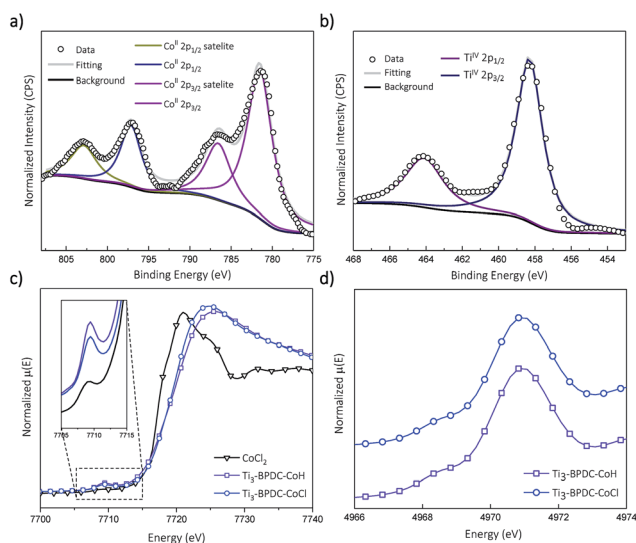 a)
Data
Fitting
Background
Coᴵᴵ 2p₁/₂ satelite
Coᴵᴵ 2p₁/₂
Coᴵᴵ 2p₃/₂ satelite
Coᴵᴵ 2p₃/₂
Normalized Intensity (CPS)
805 800 795 790 785 780 775
Binding Energy (eV)
b)
Data
Fitting
Background
Tiᴵⱽ 2p₁/₂
Tiᴵⱽ 2p₃/₂
Normalized Intensity (CPS)
468 466 464 462 460 458 456 454
Binding Energy (eV)
c)
Normalized μ(E)
7705 7710 7715
CoCl₂
Ti₃-BPDC-CoH
Ti₃-BPDC-CoCl
7700 7710 7720 7730 7740
Energy (eV)
d)
Normalized μ(E)
Ti₃-BPDC-CoH
Ti₃-BPDC-CoCl
4966 4968 4970 4972 4974
Energy (eV)